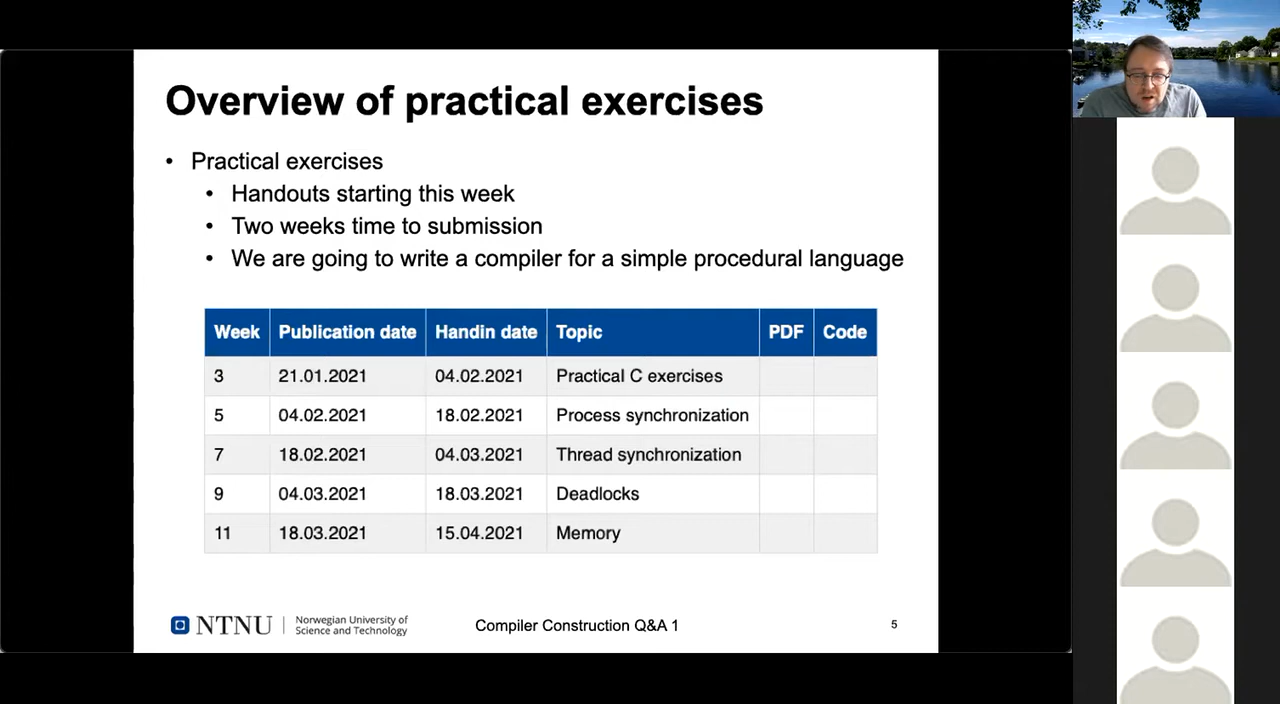 Overview of practical exercises
• Practical exercises
• Handouts starting this week
• Two weeks time to submission
• We are going to write a compiler for a simple procedural language
Week Publication date Handin date Topic PDF Code
3 21.01.2021 04.02.2021 Practical C exercises
5 04.02.2021 18.02.2021 Process synchronization
7 18.02.2021 04.03.2021 Thread synchronization
9 04.03.2021 18.03.2021 Deadlocks
11 18.03.2021 15.04.2021 Memory
NTNU
Norwegian University of
Science and Technology
Compiler Construction Q&A 1
5